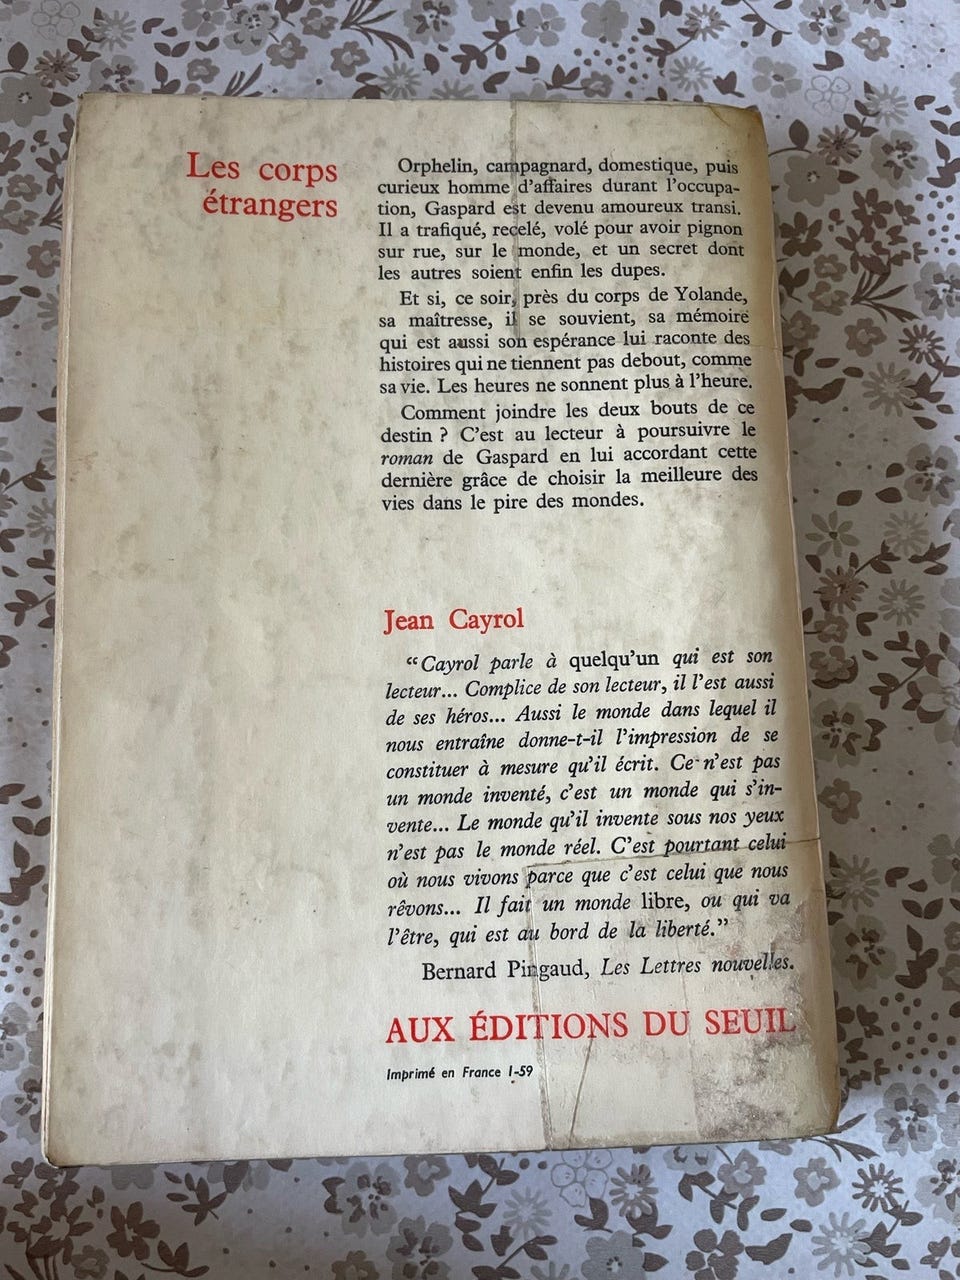 Les corps
étrangers
Orphelin, campagnard, domestique, puis
curieux homme d'affaires durant l'occupa-
tion, Gaspard est devenu amoureux transi.
Il a trafiqué, recelé, volé pour avoir pignon
sur rue, sur le monde, et un secret dont
les autres soient enfin les dupes.
Et si, ce soir, près du corps de Yolande,
sa maîtresse, il se souvient, sa mémoire
qui est aussi son espérance lui raconte des
histoires qui ne tiennent pas debout, comme
sa vie. Les heures ne sonnent plus à l'heure.
Comment joindre les deux bouts de ce
destin ? C'est au lecteur à poursuivre le
roman de Gaspard en lui accordant cette
dernière grâce de choisir la meilleure des
vies dans le pire des mondes.
Jean Cayrol
“Cayrol parle à quelqu'un qui est son
lecteur... Complice de son lecteur, il l'est aussi
de ses héros... Aussi le monde dans lequel il
nous entraîne donne-t-il l'impression de se
constituer à mesure qu'il écrit. Ce n'est pas
un monde inventé, c'est un monde qui s'in-
vente... Le monde qu'il invente sous nos yeux
n'est pas le monde réel. C'est pourtant celui
où nous vivons parce que c'est celui que nous
rêvons... Il fait un monde libre, ou qui va
l'être, qui est au bord de la liberté.”
Bernard Pingaud, Les Lettres nouvelles.
AUX ÉDITIONS DU SEUIL
Imprimé en France 1-59